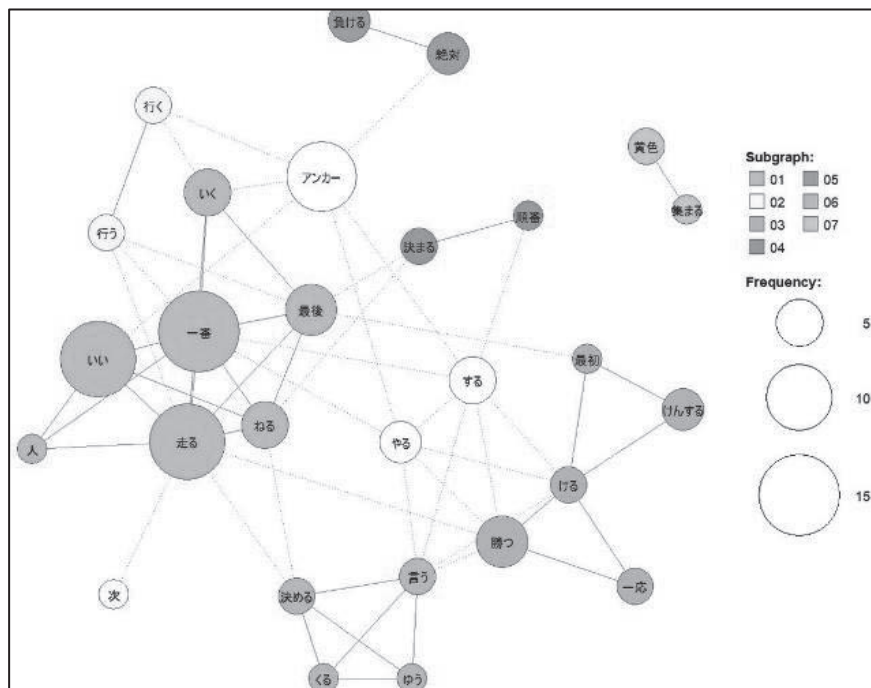 負ける
絶対
行く
アンカー
黄色
いく
集まる
順番
行う
決まる
最後
一番
いい
最初
する
けんする
ねる
人
走る
やる
ける
勝つ
言う
一応
次
決める
くる
ゆう
Subgraph:
01 05
02 06
03 07
04
Frequency:
5
10
15